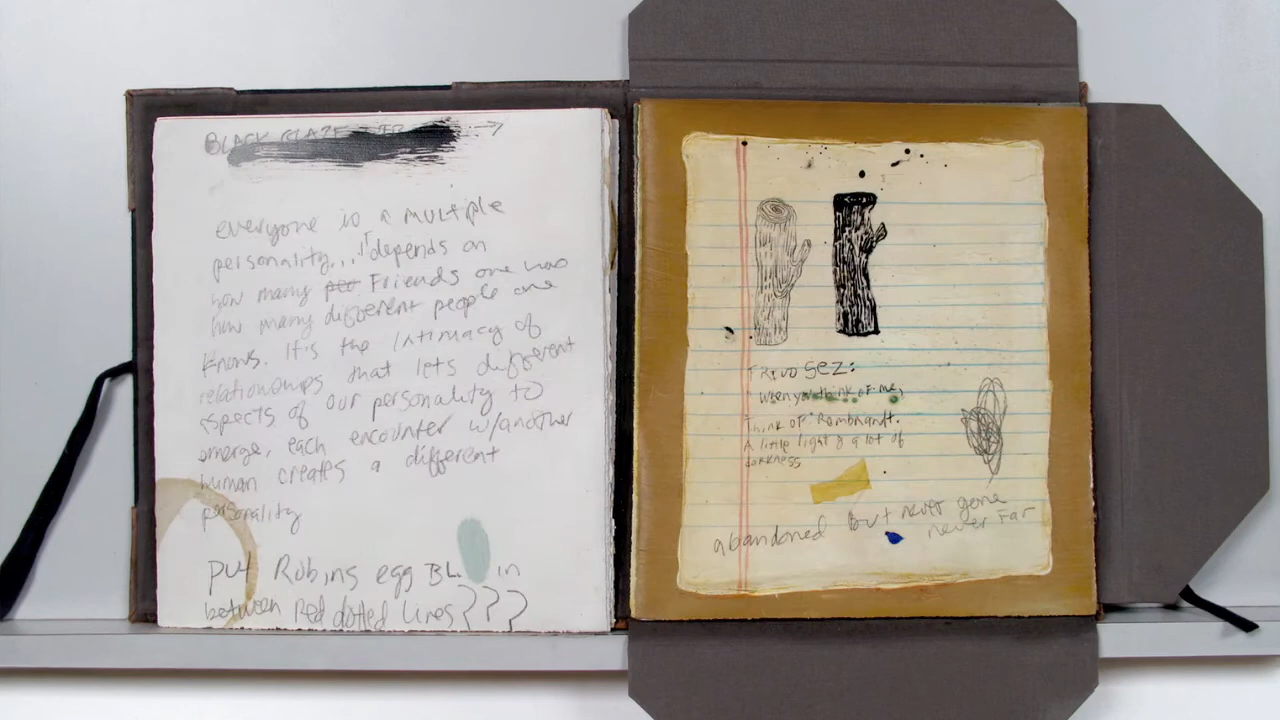 BLACK GLAZE
everyone is a multiple
personality... it depends on
how many Friends one has
how many different people one
knows. it's the intimacy of
relationships that lets different
aspects of our personality to
emerge, each encounter w/another
human creates a different
personality
put Robins egg BL in
between Red dotted lines???
sez:
"when you think of me,
Think of Rembrandt.
A little light & a lot of
darkness
abandoned but never gone
never far